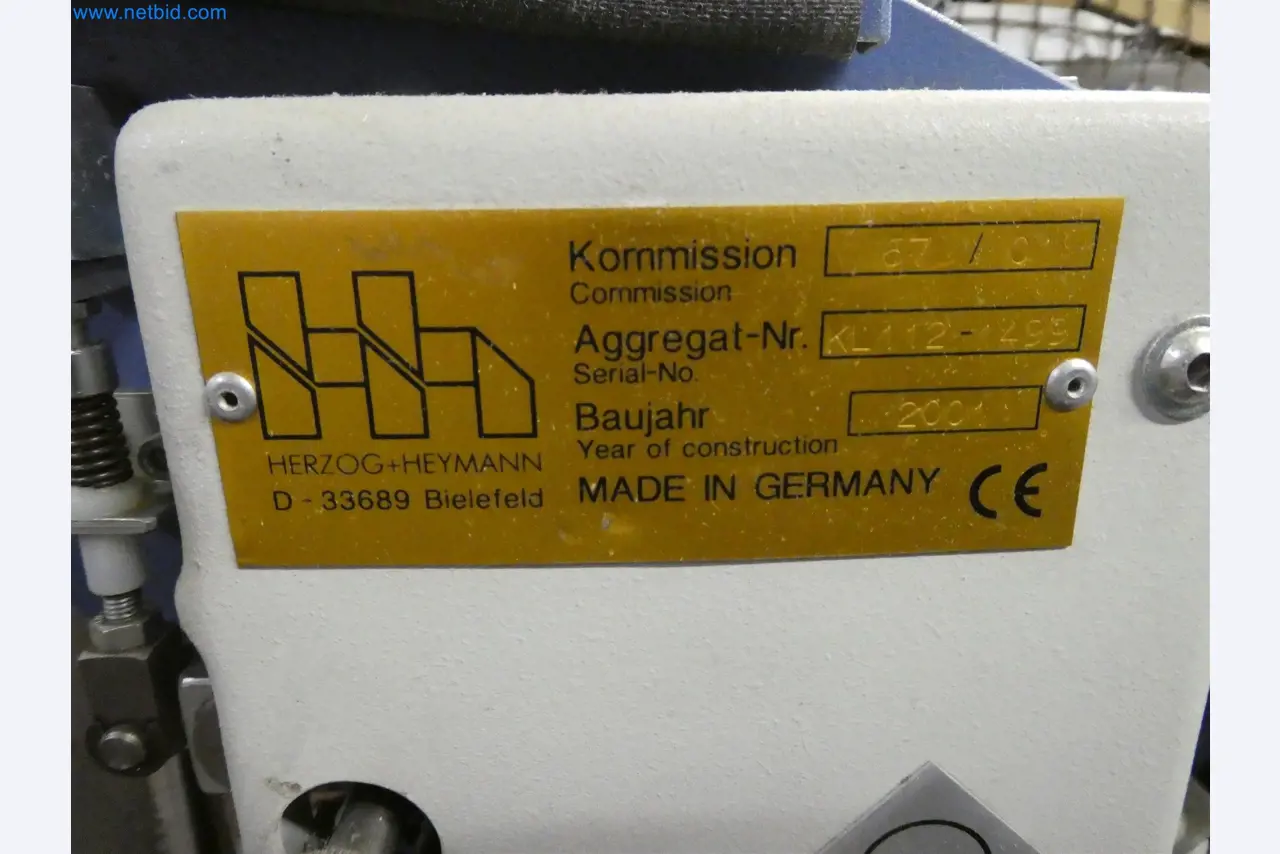 www.netbid.com
Kommission
Commission
Aggregat-Nr. KL112-1495
Serial-No.
Baujahr 2001
Year of construction
HERZOG+HEYMANN
D - 33689 Bielefeld
MADE IN GERMANY CE